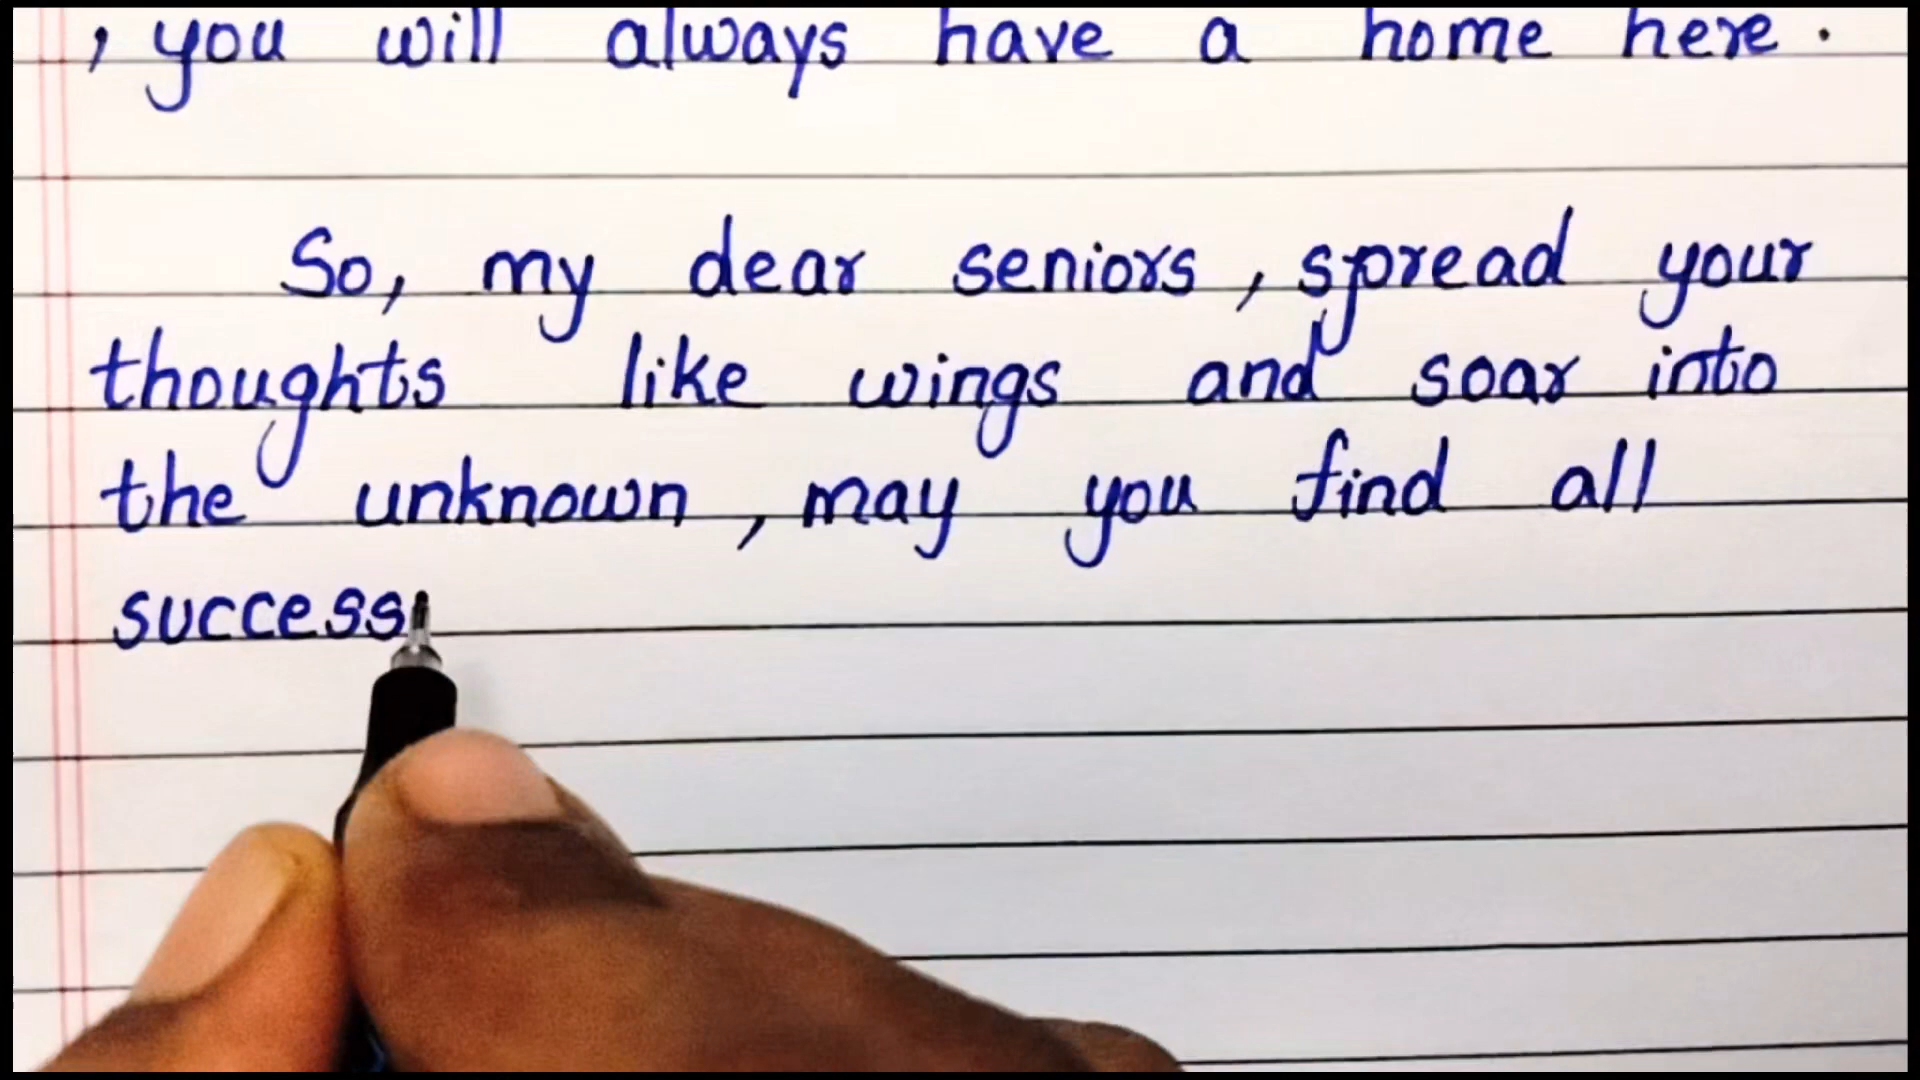 , you will always have a home here.
So, my dear seniors, spread your
thoughts like wings and soar into
the unknown, may you find all
success